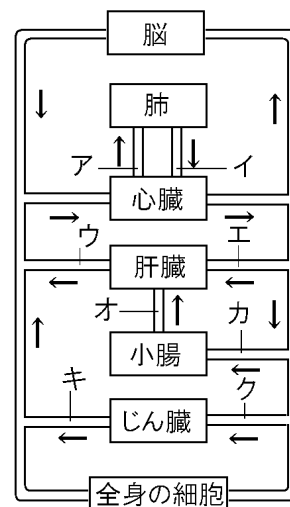 脳
肺
ア
イ
心臓
ウ
エ
肝臓
オ
カ
小腸
キ
ク
じん臓
全身の細胞